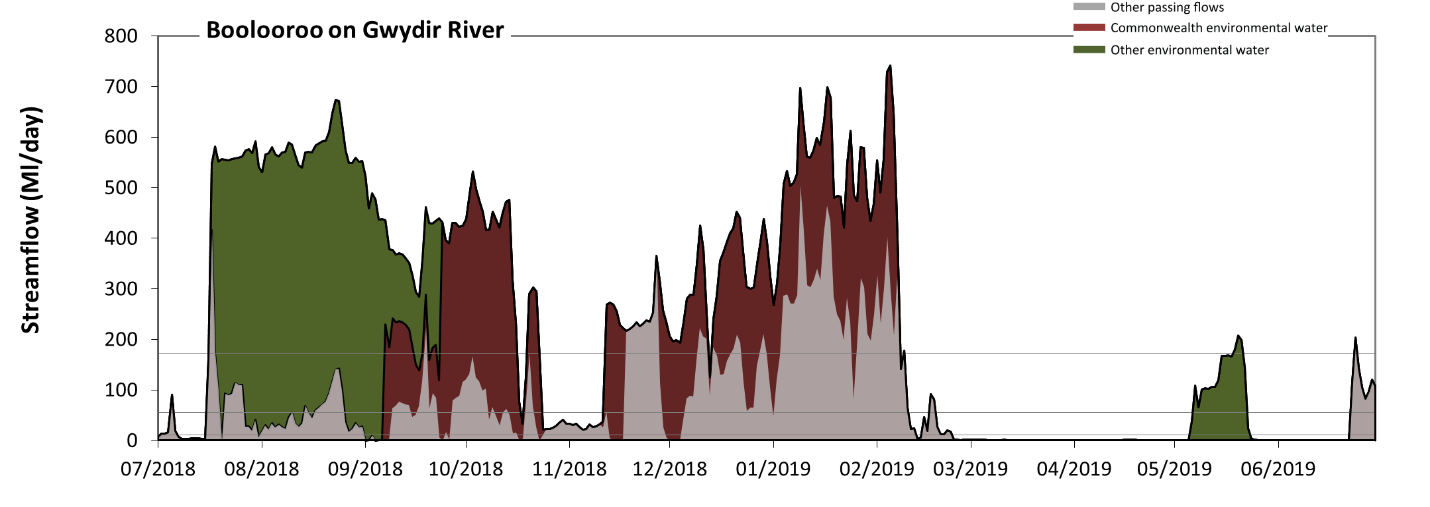 Other passing flows
Boolooroo on Gwydir River
Commonwealth environmental water
Other environmental water
Streamflow (Ml/day)
800
700
600
500
400
300
200
100
0
07/2018 08/2018 09/2018 10/2018 11/2018 12/2018 01/2019 02/2019 03/2019 04/2019 05/2019 06/2019